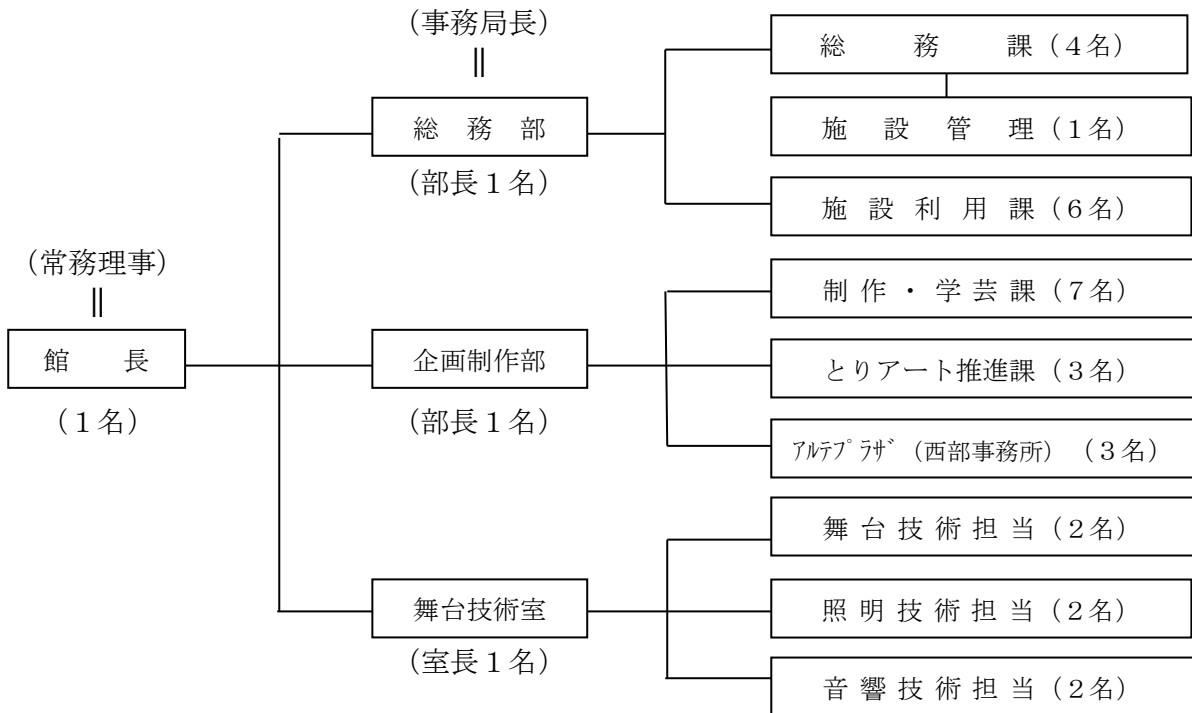 (事務局長)
||
総務部
(部長1名)
総務課(4名)
施設管理(1名)
施設利用課(6名)
(常務理事)
||
館長
(1名)
企画制作部
(部長1名)
制作・学芸課(7名)
とりアート推進課(3名)
ｱﾙﾃﾌﾟﾗｻﾞ(西部事務所)(3名)
舞台技術室
(室長1名)
舞台技術担当(2名)
照明技術担当(2名)
音響技術担当(2名)